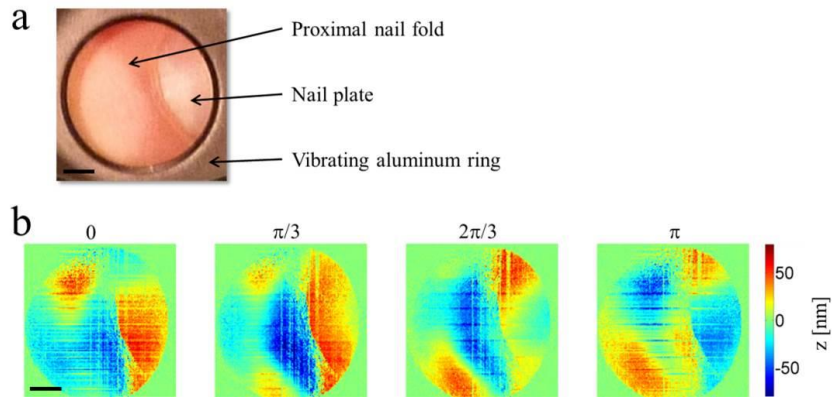 a
Proximal nail fold
Nail plate
Vibrating aluminum ring
b
0
π/3
2π/3
π
50
0
-50
z [nm]